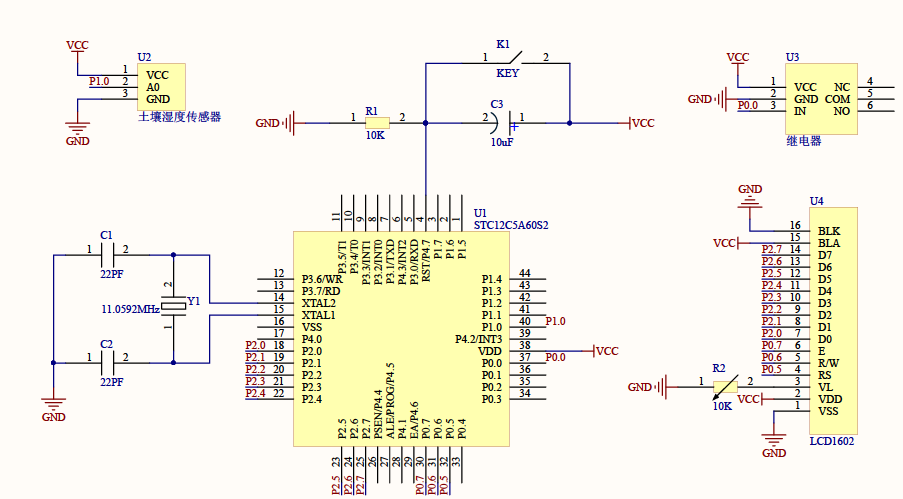 VCC
U2
1 VCC
P1.0 2 A0
3 GND
土壤湿度传感器
GND
K1
1 2
KEY
GND
R1
1 2
10K
C3
2 1
+
10uF
VCC
VCC
U3
1 VCC NC 4
GND 2 GND COM 5
P0.0 3 IN NO 6
继电器
U1
STC12C5A60S2
11 P3.5/T1
10 P3.4/T0
9 P3.3/INT1
8 P3.2/INT0
7 P3.1/TXD
6 P4.3/INT2
5 P3.0/RXD
4 RST/P4.7
3 P1.7
2 P1.6
1 P1.5
12 P3.6/WR
13 P3.7/RD
14 XTAL2
15 XTAL1
16 VSS
17 P4.0
P2.0 18 P2.0
P2.1 19 P2.1
P2.2 20 P2.2
P2.3 21 P2.3
P2.4 22 P2.4
P1.4 44
P1.3 43
P1.2 42
P1.1 41
P1.0 40 P1.0
P4.2/INT3 39
VDD 38 VCC
P0.0 37 P0.0
P0.1 36
P0.2 35
P0.3 34
P2.5 23 P2.5
P2.6 24 P2.6
P2.7 25 P2.7
PSEN/P4.4 26
ALE/PROG/P4.5 27
P4.1 28
EA/P4.6 29
P0.7 30 P0.7
P0.6 31 P0.6
P0.5 32 P0.5
P0.4 33
C1
1 2
22PF
2
11.0592MHz Y1
1
C2
1 2
22PF
GND
GND
U4
16 BLK
VCC 15 BLA
P2.7 14 D7
P2.6 13 D6
P2.5 12 D5
P2.4 11 D4
P2.3 10 D3
P2.2 9 D2
P2.1 8 D1
P2.0 7 D0
P0.7 6 E
P0.6 5 R/W
P0.5 4 RS
3 VL
VCC 2 VDD
1 VSS
LCD1602
R2
GND 1 2
10K
GND